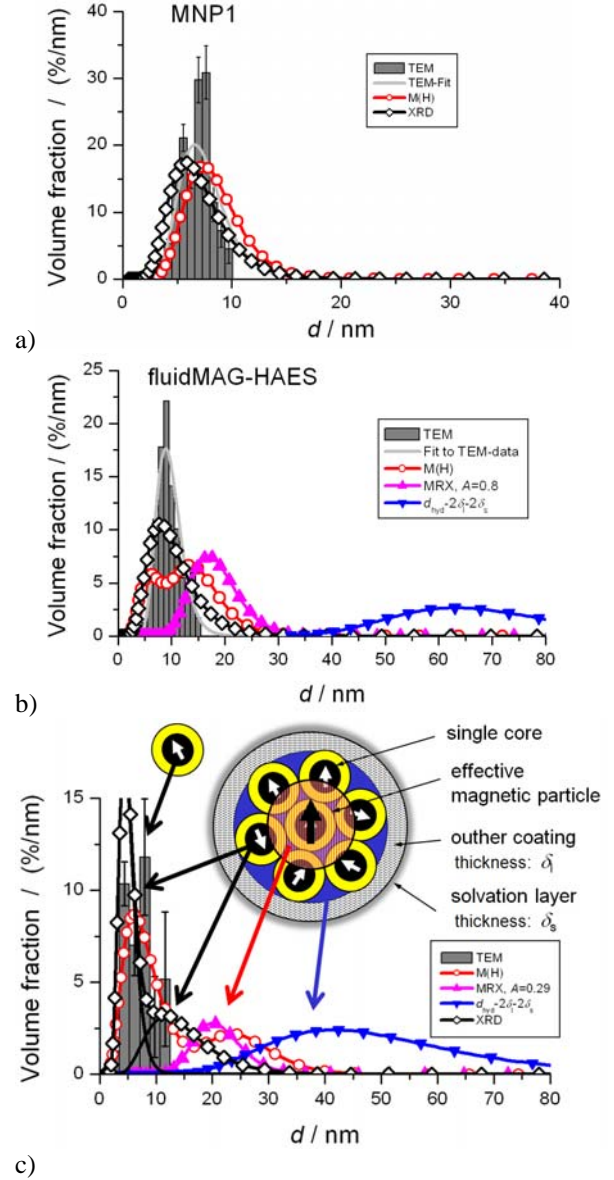 MNP1
Volume fraction / (%/nm)
40
30
20
10
0
TEM
TEM-Fit
M(H)
XRD
0 10 20 30 40
d / nm
a)
fluidMAG-HAES
Volume fraction / (%/nm)
25
20
15
10
5
0
TEM
Fit to TEM-data
M(H)
MRX, A=0.8
d_hyd-2δ_l-2δ_s
0 10 20 30 40 50 60 70 80
d / nm
b)
single core
effective
magnetic particle
outher coating
thickness: δ_l
solvation layer
thickness: δ_s
Volume fraction / (%/nm)
15
10
5
0
TEM
M(H)
MRX, A=0.29
d_hyd-2δ_l-2δ_s
XRD
0 10 20 30 40 50 60 70 80
d / nm
c)